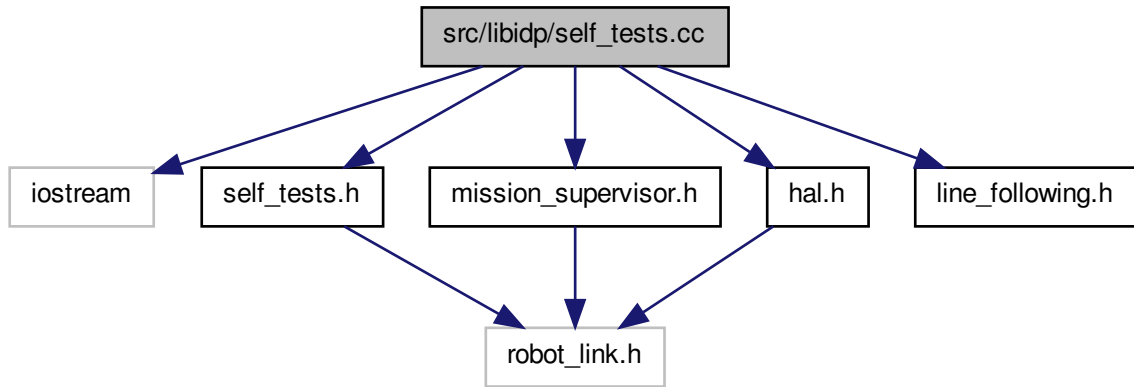 src/libidp/self_tests.cc
iostream
self_tests.h
mission_supervisor.h
hal.h
line_following.h
robot_link.h